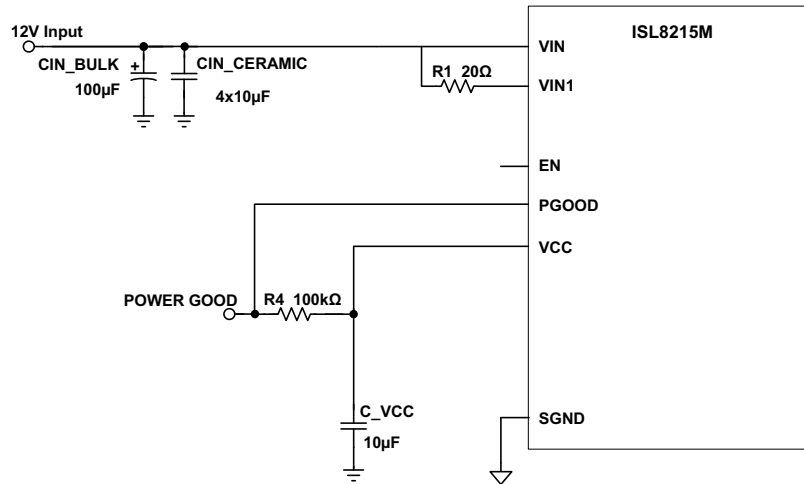 12V Input
ISL8215M
VIN
CIN_BULK
+
CIN_CERAMIC
100µF
4x10µF
R1 20Ω
VIN1
EN
PGOOD
VCC
POWER GOOD
R4 100kΩ
C_VCC
10µF
SGND